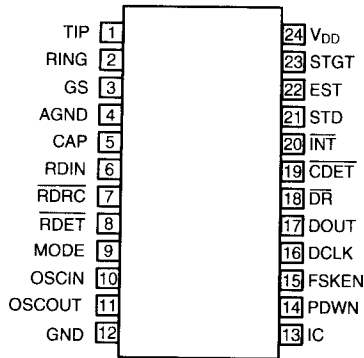 TIP 1 24 VDD
RING 2 23 STGT
GS 3 22 EST
AGND 4 21 STD
CAP 5 20 INT
RDIN 6 19 CDET
RDRC 7 18 DR
RDET 8 17 DOUT
MODE 9 16 DCLK
OSCIN 10 15 FSKEN
OSCOUT 11 14 PDWN
GND 12 13 IC